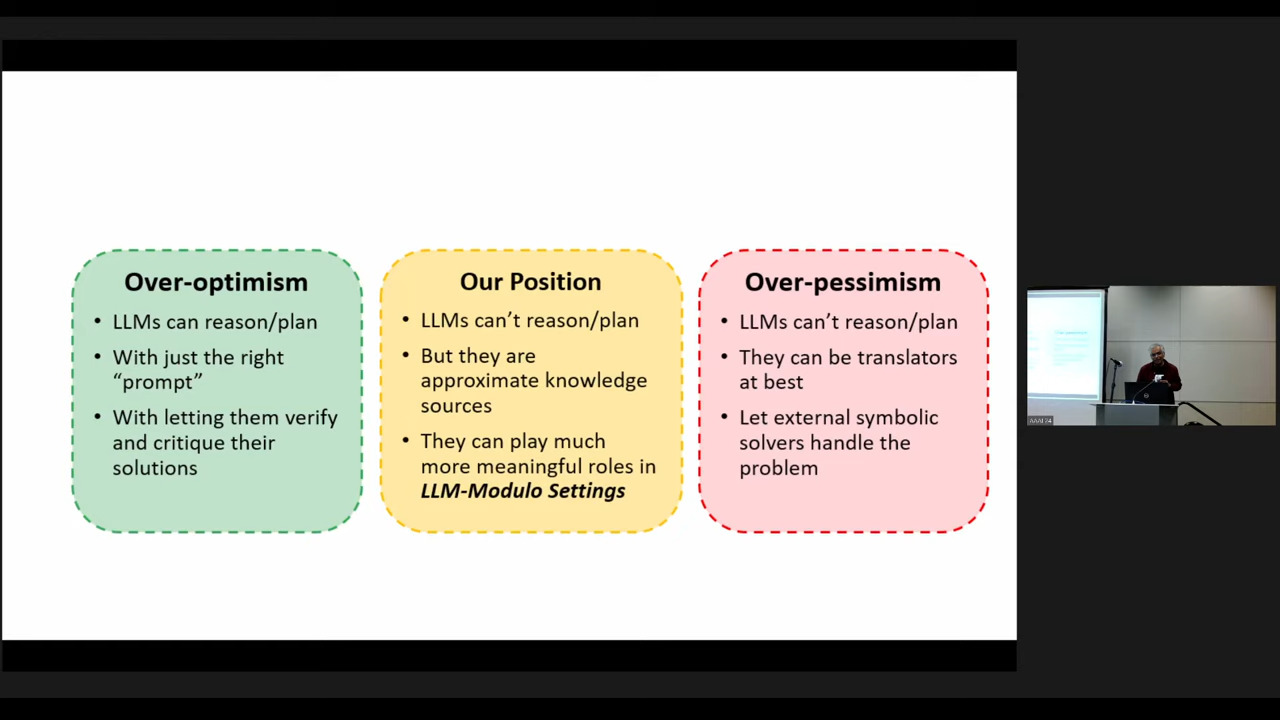 Over-optimism
• LLMs can reason/plan
• With just the right
“prompt”
• With letting them verify
and critique their
solutions
Our Position
• LLMs can’t reason/plan
• But they are
approximate knowledge
sources
• They can play much
more meaningful roles in
LLM-Modulo Settings
Over-pessimism
• LLMs can’t reason/plan
• They can be translators
at best
• Let external symbolic
solvers handle the
problem
AAAI 24